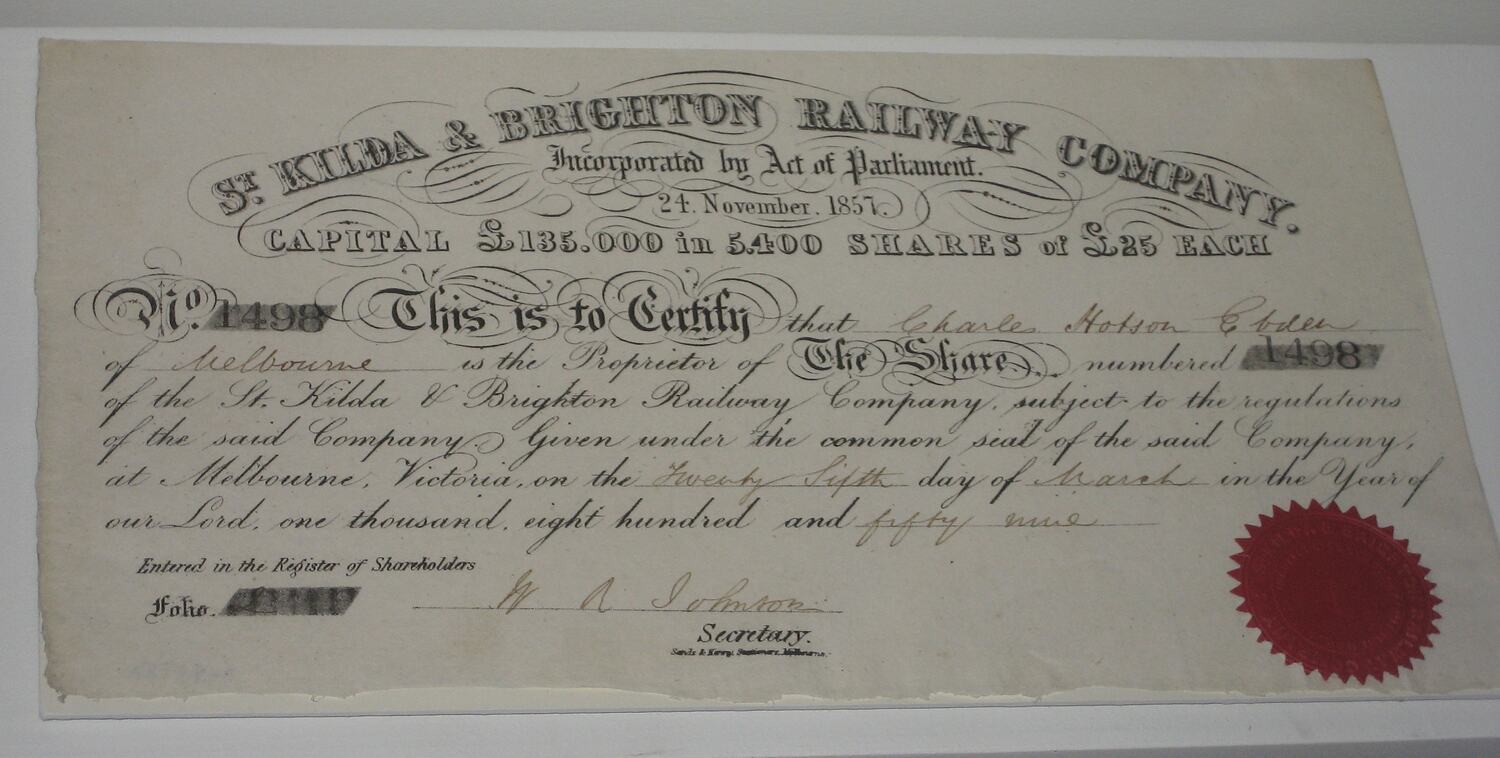 ST. KILDA & BRIGHTON RAILWAY COMPANY.
Incorporated by Act of Parliament.
24. November. 1857.
CAPITAL £135.000 in 5.400 SHARES of £25 EACH
No. 1498 This is to Certify that Charles Hotson Ebden
of Melbourne is the Proprietor of The Share numbered 1498
of the St. Kilda & Brighton Railway Company, subject to the regulations
of the said Company. Given under the common seal of the said Company,
at Melbourne, Victoria, on the Twenty Fifth day of March in the Year of
our Lord, one thousand, eight hundred and fifty nine
Entered in the Register of Shareholders
Folio.
W R Johnson
Secretary.
Sands & Kenny, Stationers, Melbourne.